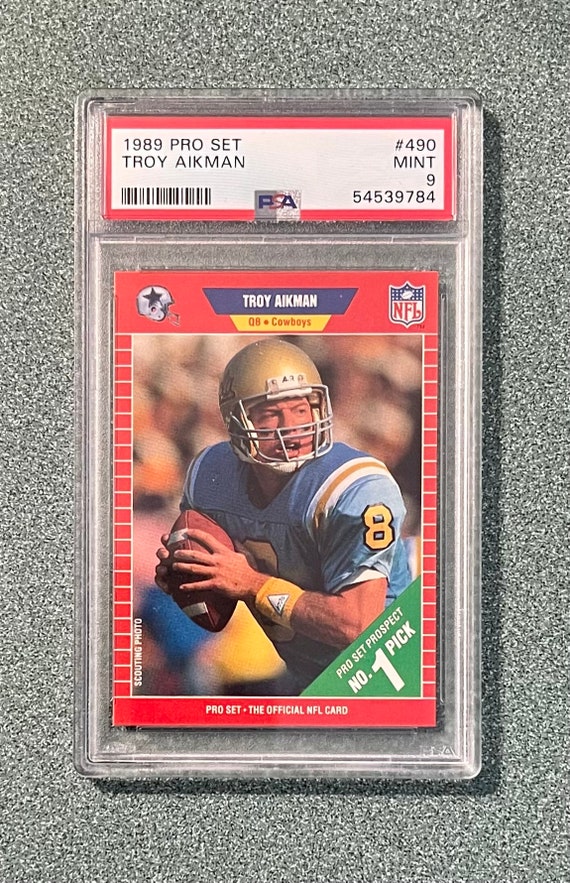 1989 PRO SET #490
TROY AIKMAN MINT
9
PSA 54539784
TROY AIKMAN
QB • Cowboys
NFL
8
SCOUTING PHOTO
PRO SET PROSPECT
NO. 1 PICK
PRO SET • THE OFFICIAL NFL CARD
PSA